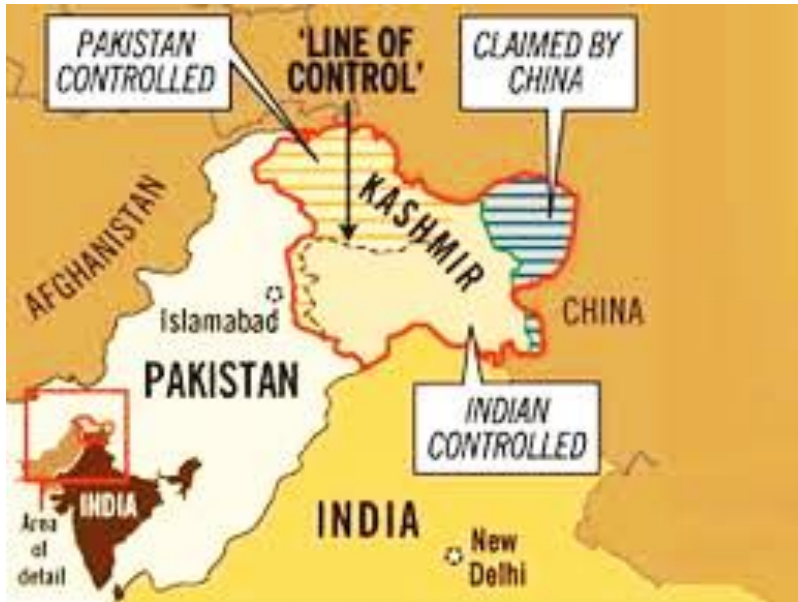 PAKISTAN
CONTROLLED
'LINE OF
CONTROL'
CLAIMED BY
CHINA
AFGHANISTAN
KASHMIR
islamabad
CHINA
PAKISTAN
INDIAN
CONTROLLED
INDIA
Area
of
detail
INDIA
New
Delhi